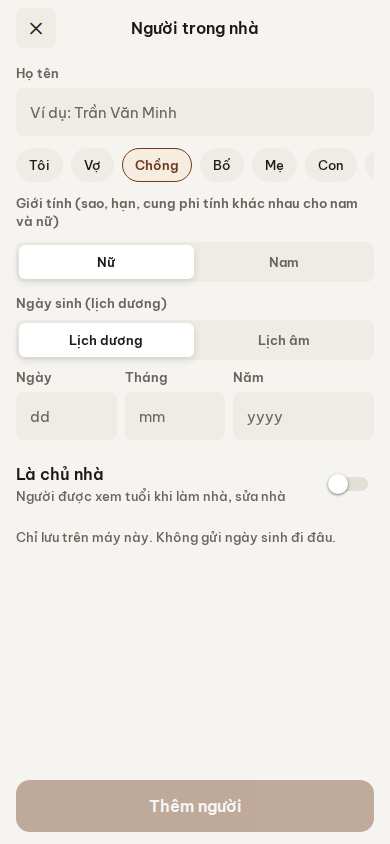 Người trong nhà
Họ tên
Ví dụ: Trần Văn Minh
Tôi
Vợ
Chồng
Bố
Mẹ
Con
Giới tính (sao, hạn, cung phi tính khác nhau cho nam
và nữ)
Nữ
Nam
Ngày sinh (lịch dương)
Lịch dương
Lịch âm
Ngày
Tháng
Năm
dd
mm
yyyy
Là chủ nhà
Người được xem tuổi khi làm nhà, sửa nhà
Chỉ lưu trên máy này. Không gửi ngày sinh đi đâu.
Thêm người